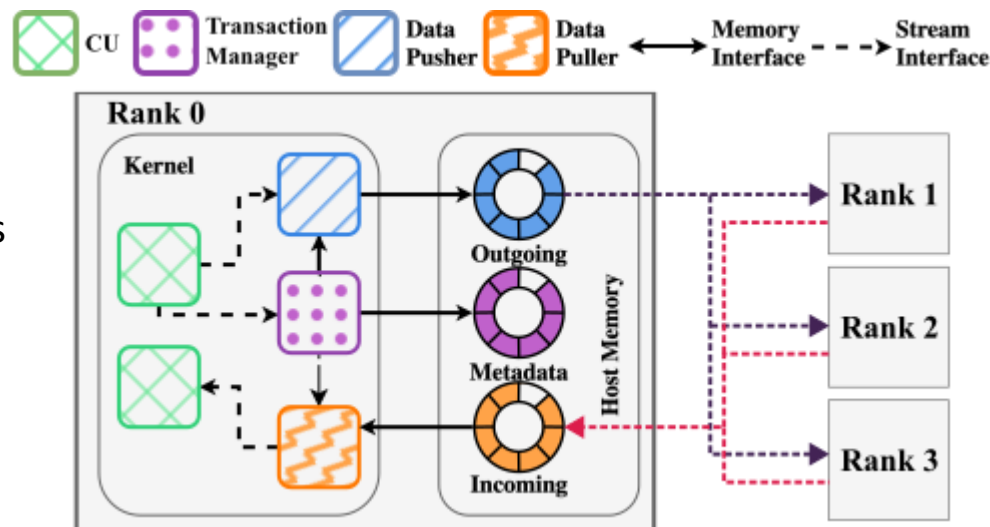 CU
Transaction
Manager
Data
Pusher
Data
Puller
Memory
Interface
Stream
Interface
Rank 0
Kernel
Outgoing
Metadata
Incoming
Host Memory
Rank 1
Rank 2
Rank 3
s